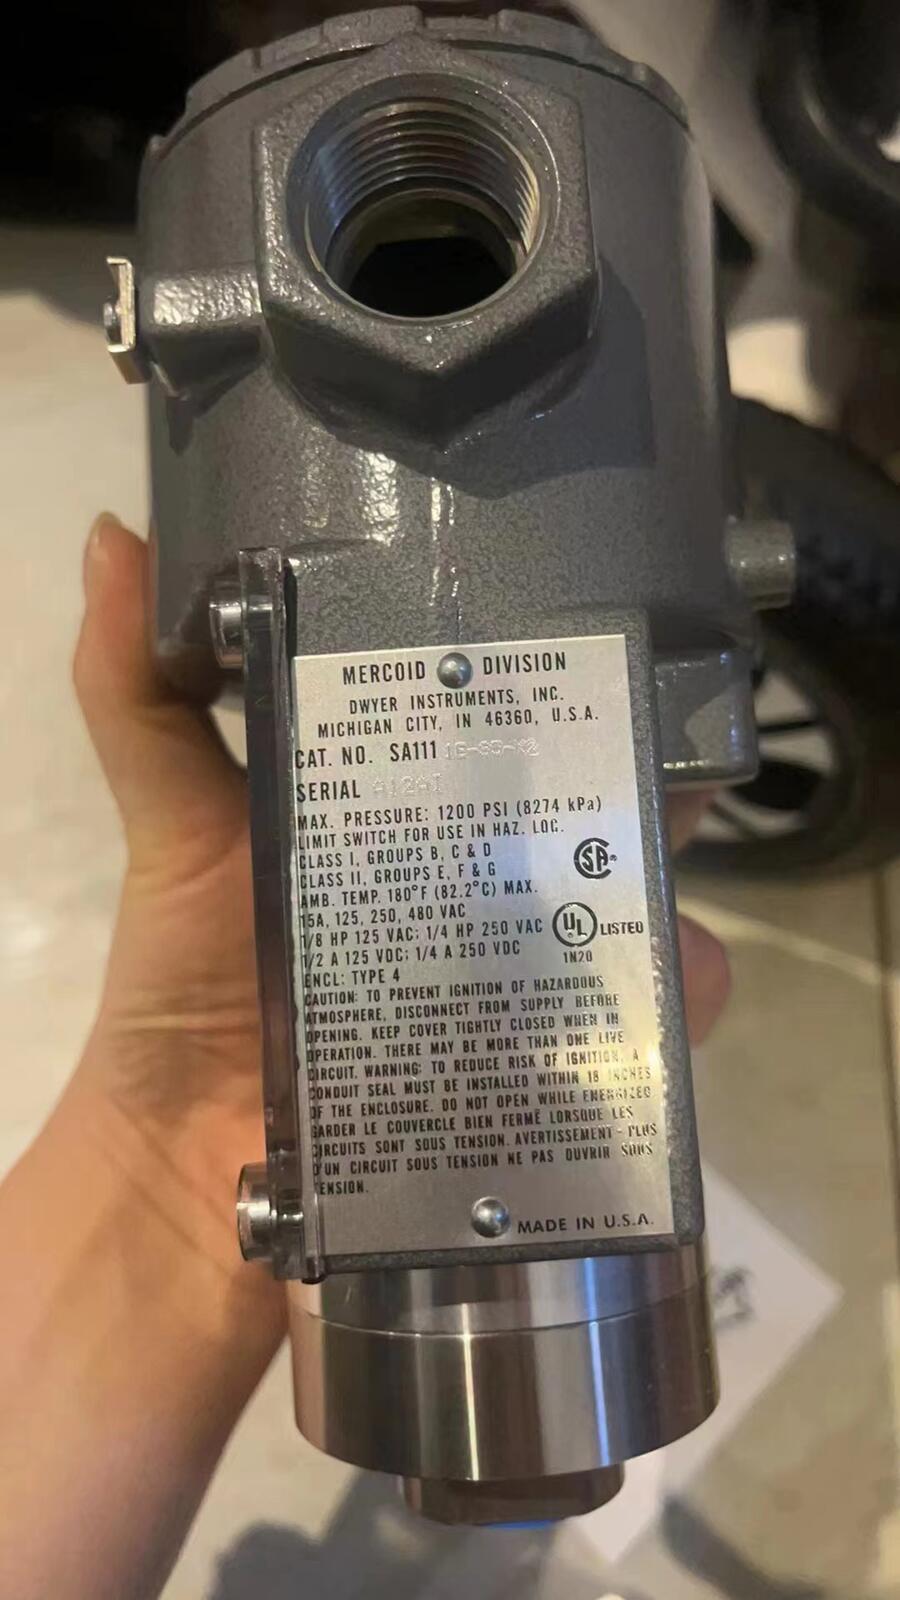 MERCOID DIVISION
DWYER INSTRUMENTS, INC.
MICHIGAN CITY, IN 46360, U.S.A.
CAT. NO. SA111
SERIAL
MAX. PRESSURE: 1200 PSI (8274 kPa)
LIMIT SWITCH FOR USE IN HAZ. LOC.
CLASS I, GROUPS B, C & D
CLASS II, GROUPS E, F & G
SA
AMB. TEMP. 180°F (82.2°C) MAX.
15A, 125, 250, 480 VAC
1/8 HP 125 VAC; 1/4 HP 250 VAC
UL LISTED
1/2 A 125 VDC; 1/4 A 250 VDC
1N20
ENCL: TYPE 4
CAUTION: TO PREVENT IGNITION OF HAZARDOUS
ATMOSPHERE, DISCONNECT FROM SUPPLY BEFORE
OPENING. KEEP COVER TIGHTLY CLOSED WHEN IN
OPERATION. THERE MAY BE MORE THAN ONE LIVE
CIRCUIT. WARNING: TO REDUCE RISK OF IGNITION, A
CONDUIT SEAL MUST BE INSTALLED WITHIN 18 INCHES
OF THE ENCLOSURE. DO NOT OPEN WHILE ENERGIZED
GARDER LE COUVERCLE BIEN FERMÉ LORSQUE LES
CIRCUITS SONT SOUS TENSION. AVERTISSEMENT - PLUS
D'UN CIRCUIT SOUS TENSION NE PAS OUVRIR SOUS
TENSION.
MADE IN U.S.A.